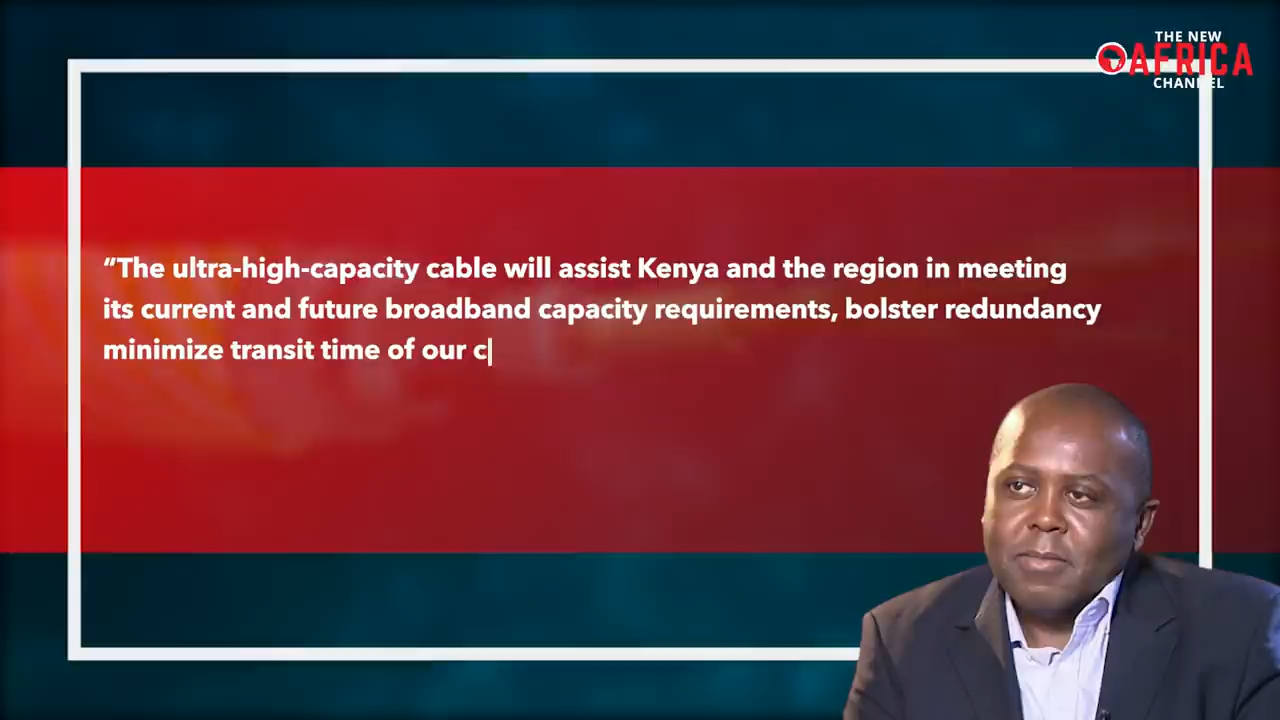 THE NEW
AFRICA
CHANNEL
“The ultra-high-capacity cable will assist Kenya and the region in meeting
its current and future broadband capacity requirements, bolster redundancy
minimize transit time of our c